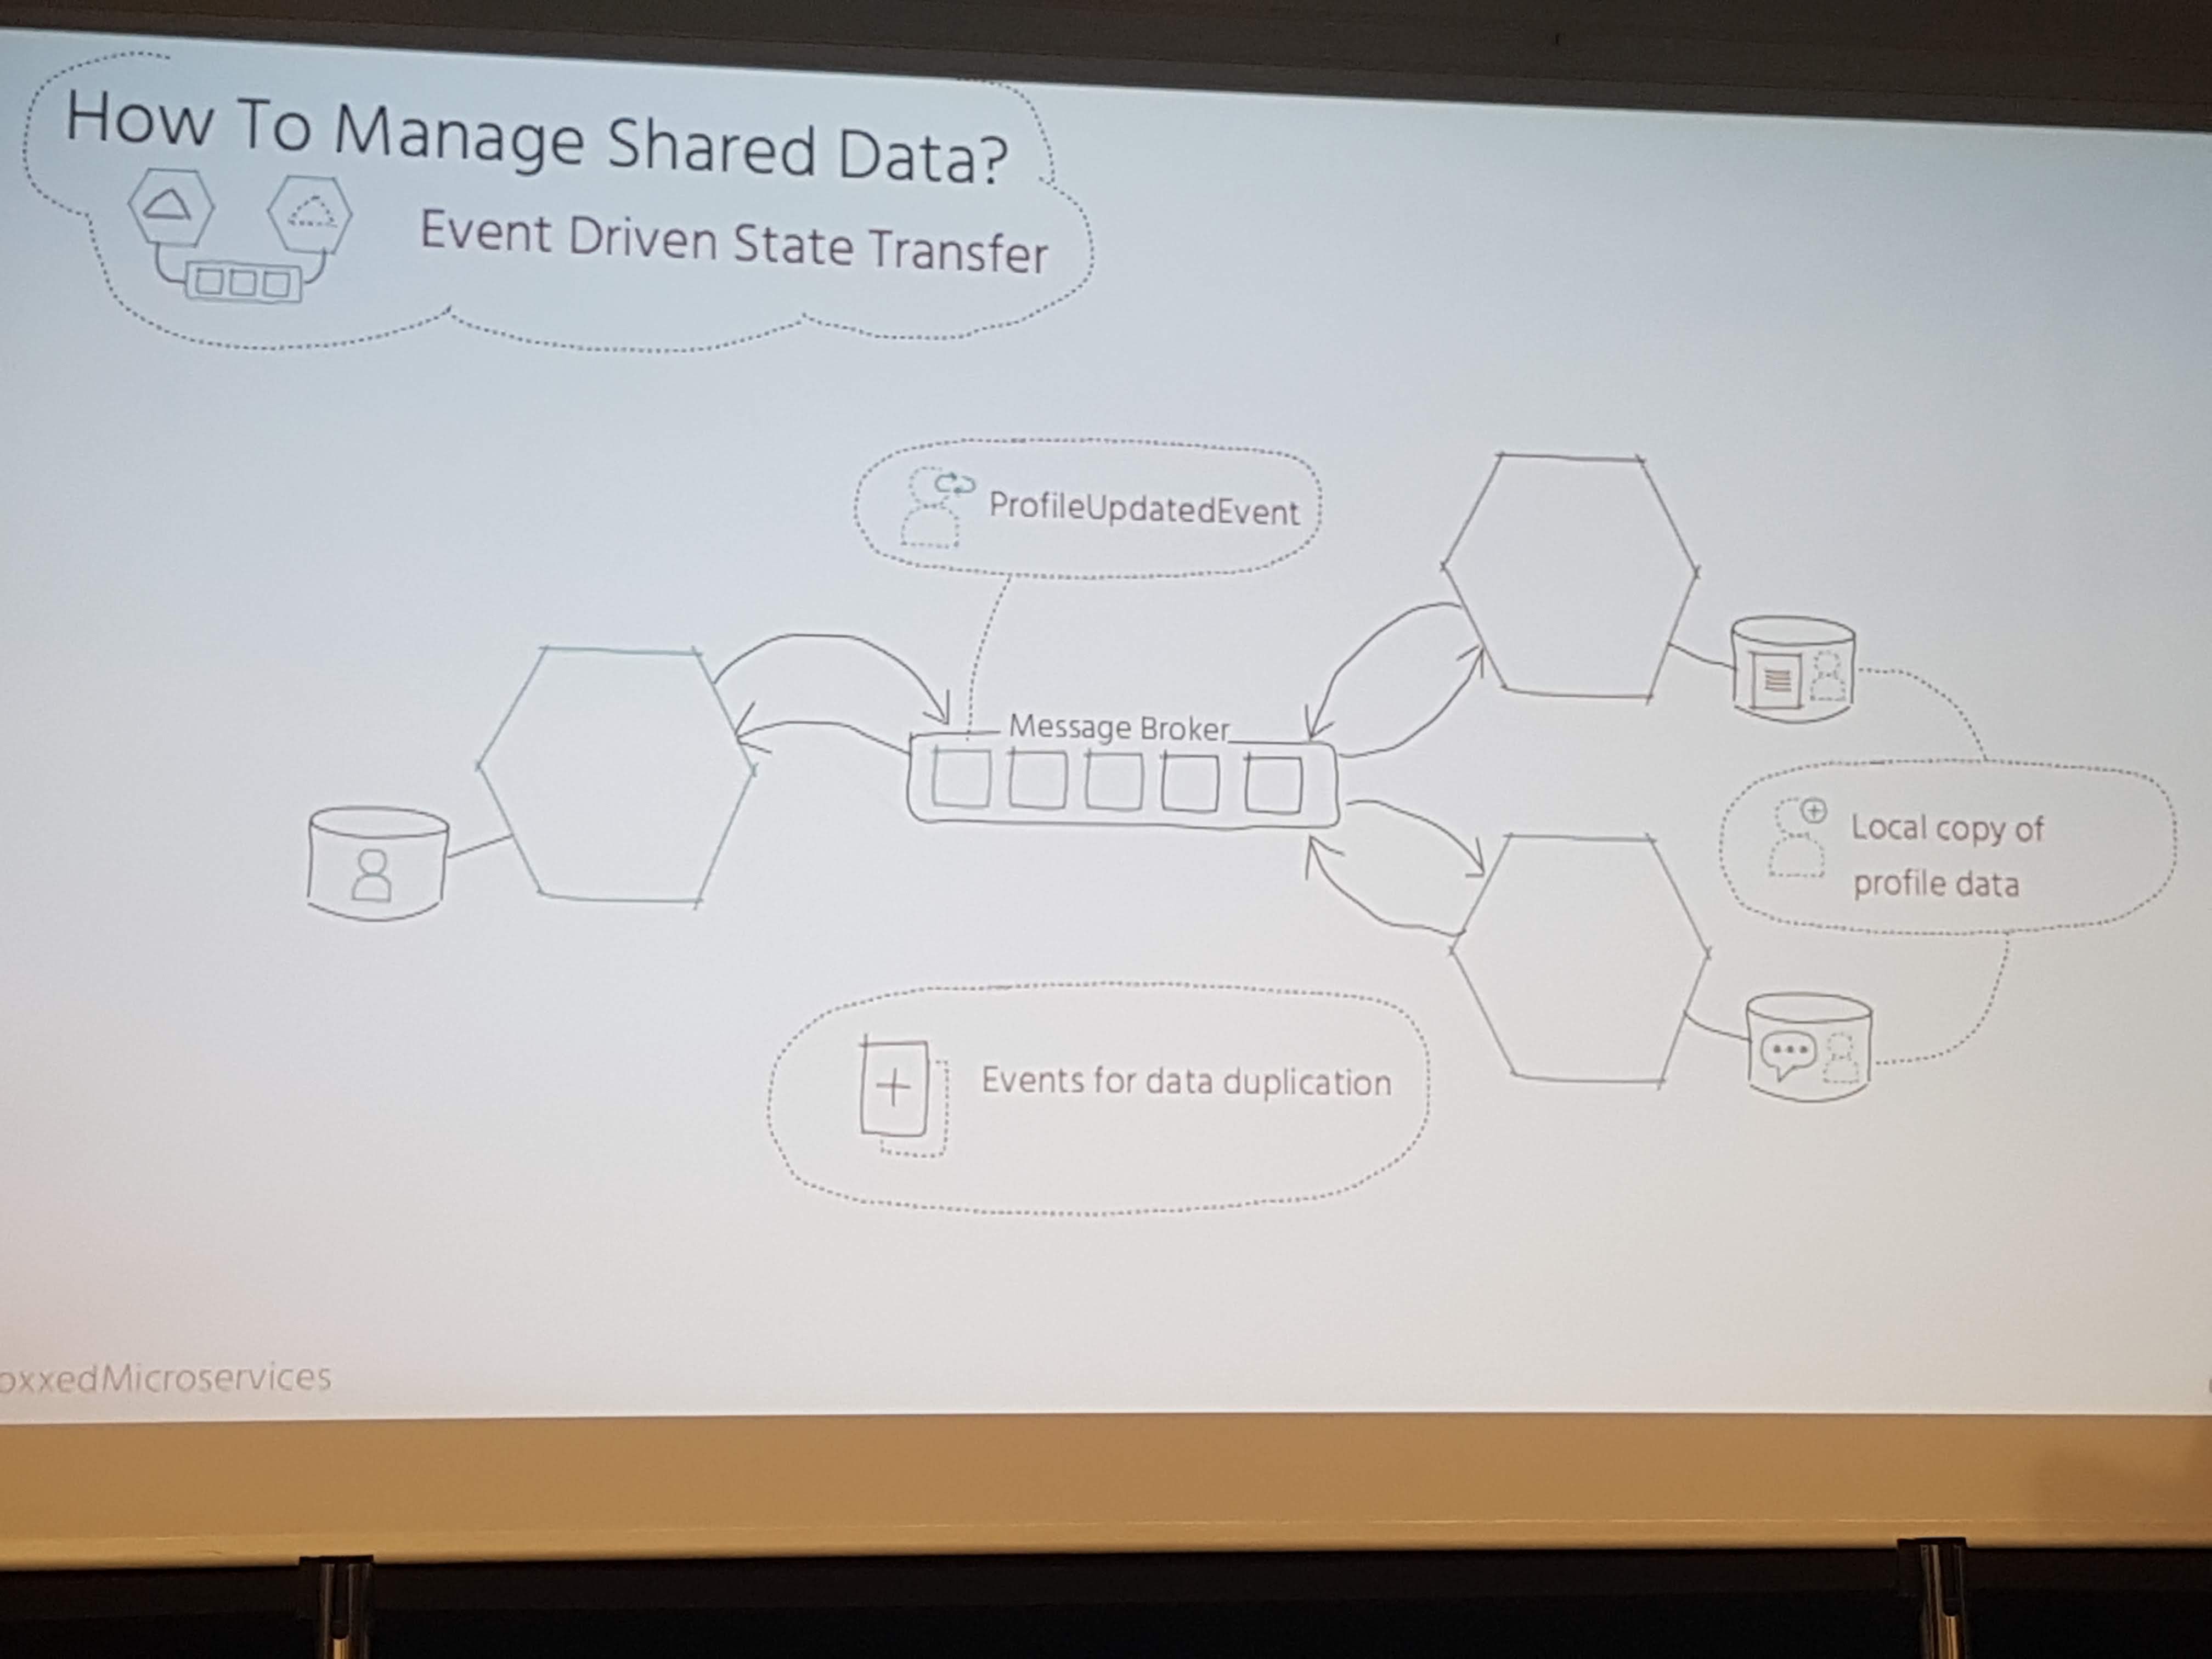 How To Manage Shared Data?
Event Driven State Transfer
ProfileUpdatedEvent
Message Broker
Local copy of
profile data
Events for data duplication
oxxedMicroservices